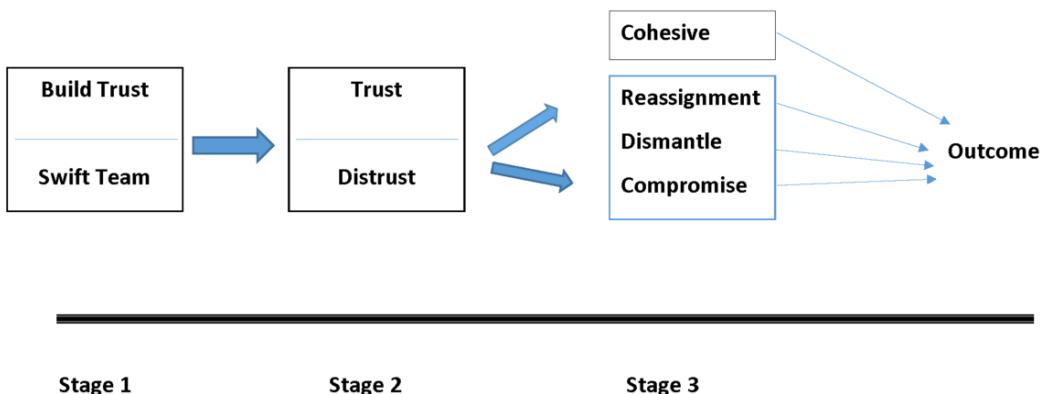 Build Trust
Swift Team
Trust
Distrust
Cohesive
Reassignment
Dismantle
Compromise
Outcome
Stage 1
Stage 2
Stage 3